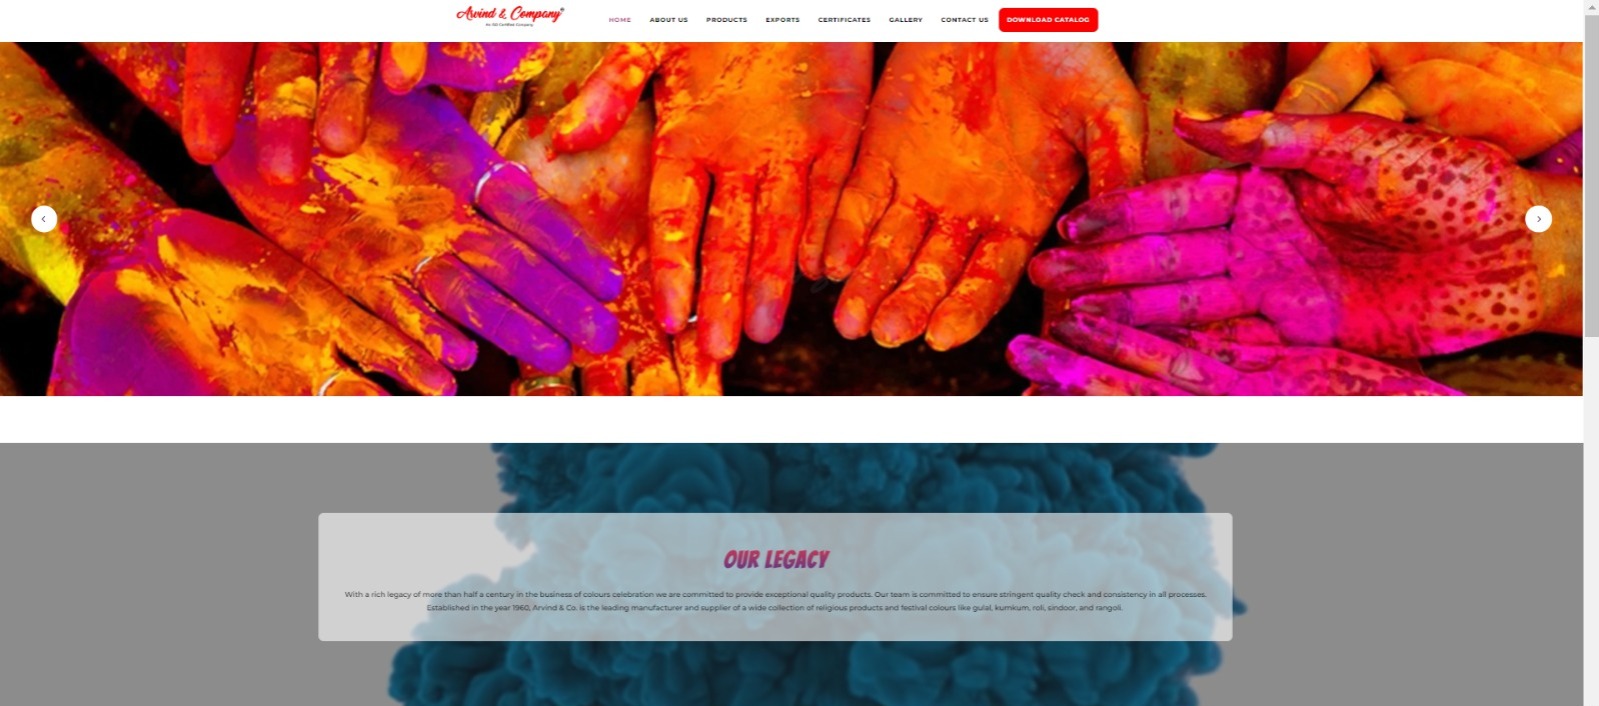 Arvind & Company®
An ISO Certified Company
HOME ABOUT US PRODUCTS EXPORTS CERTIFICATES GALLERY CONTACT US DOWNLOAD CATALOG
OUR LEGACY
With a rich legacy of more than half a century in the business of colours celebration we are committed to provide exceptional quality products. Our team is committed to ensure stringent quality check and consistency in all processes.
Established in the year 1960, Arvind & Co. is the leading manufacturer and supplier of a wide collection of religious products and festival colours like gulal, kumkum, roli, sindoor, and rangoli.